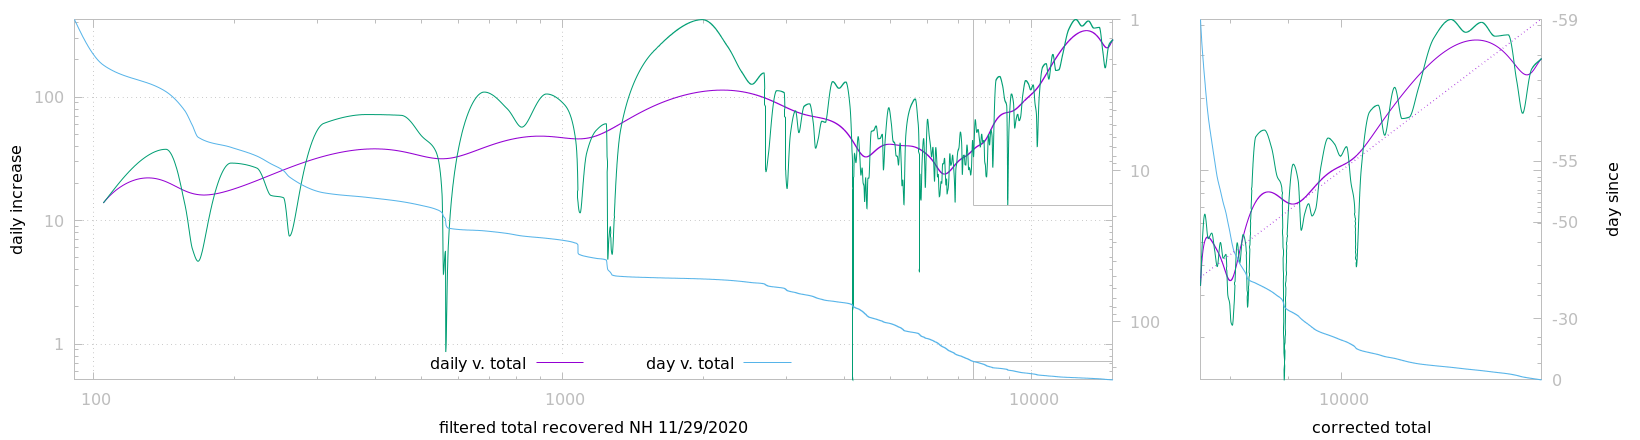 daily increase
100
10
1
100
1000
10000
filtered total recovered NH 11/29/2020
daily v. total
day v. total
1
10
100
10000
corrected total
-59
-55
-50
-30
0
day since